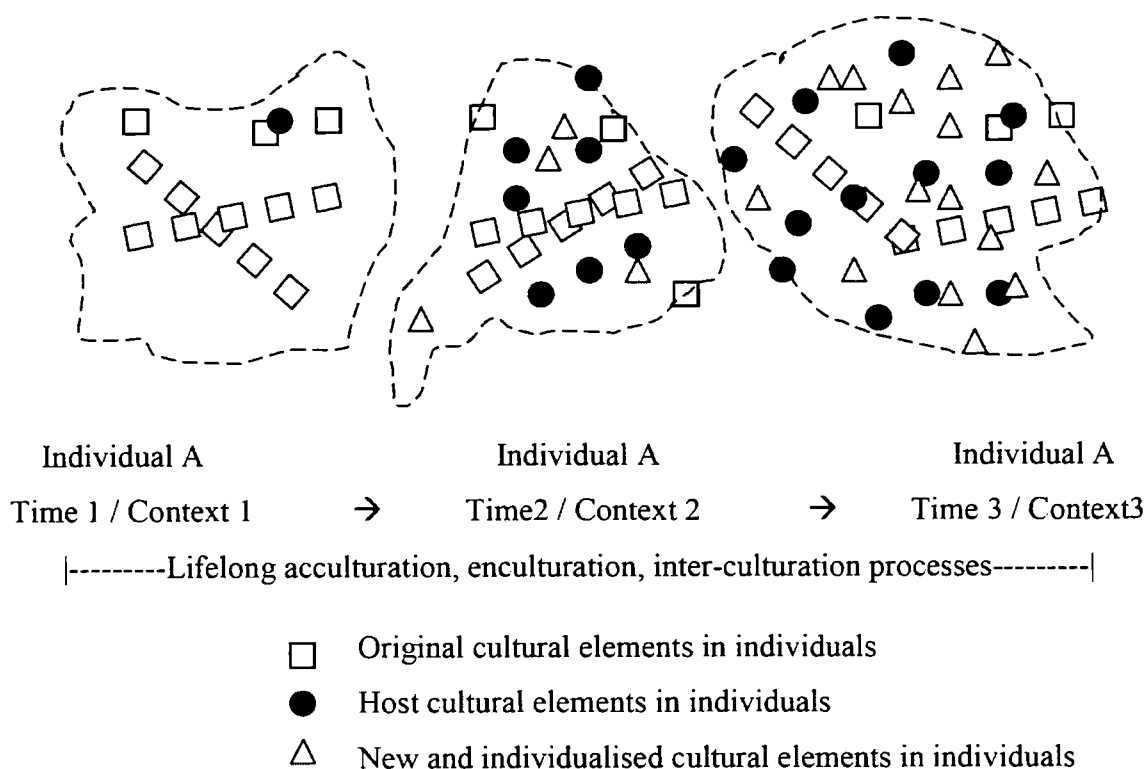 Individual A Individual A Individual A
Time 1 / Context 1 → Time2 / Context 2 → Time 3 / Context3
|---------Lifelong acculturation, enculturation, inter-culturation processes---------|
□ Original cultural elements in individuals
● Host cultural elements in individuals
△ New and individualised cultural elements in individuals